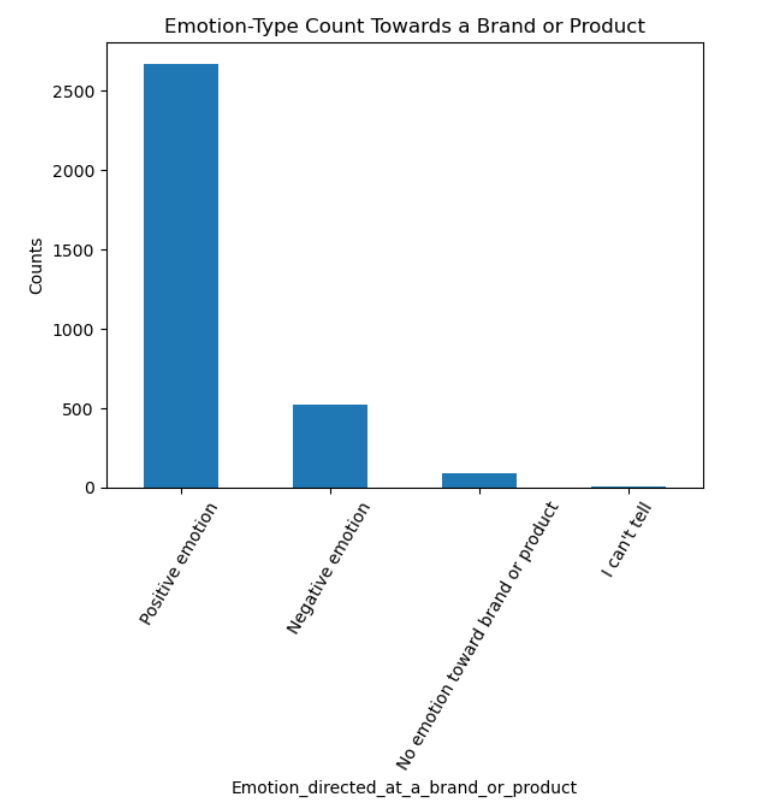 Emotion-Type Count Towards a Brand or Product
Counts
2500
2000
1500
1000
500
0
Positive emotion
Negative emotion
No emotion toward brand or product
I can't tell
Emotion_directed_at_a_brand_or_product